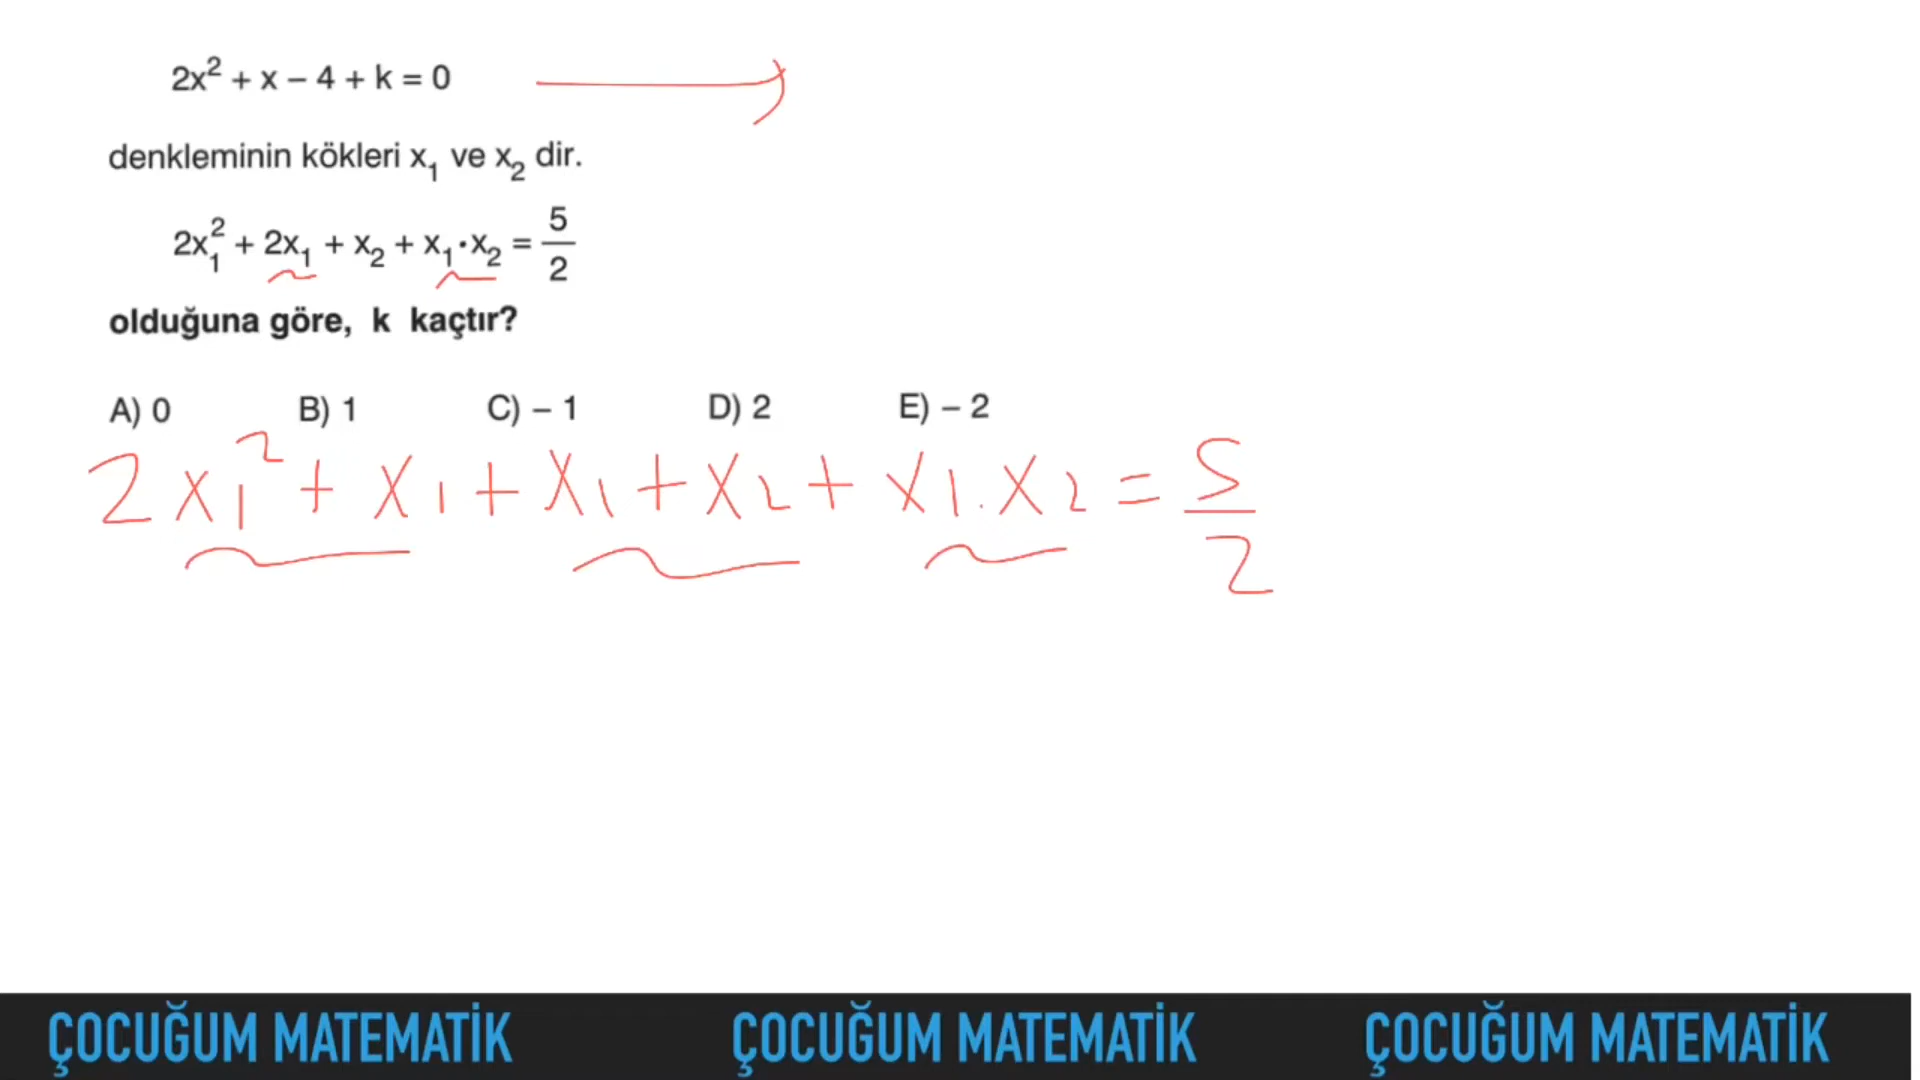 2x² + x – 4 + k = 0
denkleminin kökleri x₁ ve x₂ dir.
2x₁² + 2x₁ + x₂ + x₁·x₂ = 5/2
olduğuna göre, k kaçtır?
A) 0 B) 1 C) – 1 D) 2 E) – 2
2x₁² + x₁ + x₁ + x₂ + x₁.x₂ = 5/2
ÇOCUĞUM MATEMATİK ÇOCUĞUM MATEMATİK ÇOCUĞUM MATEMATİK